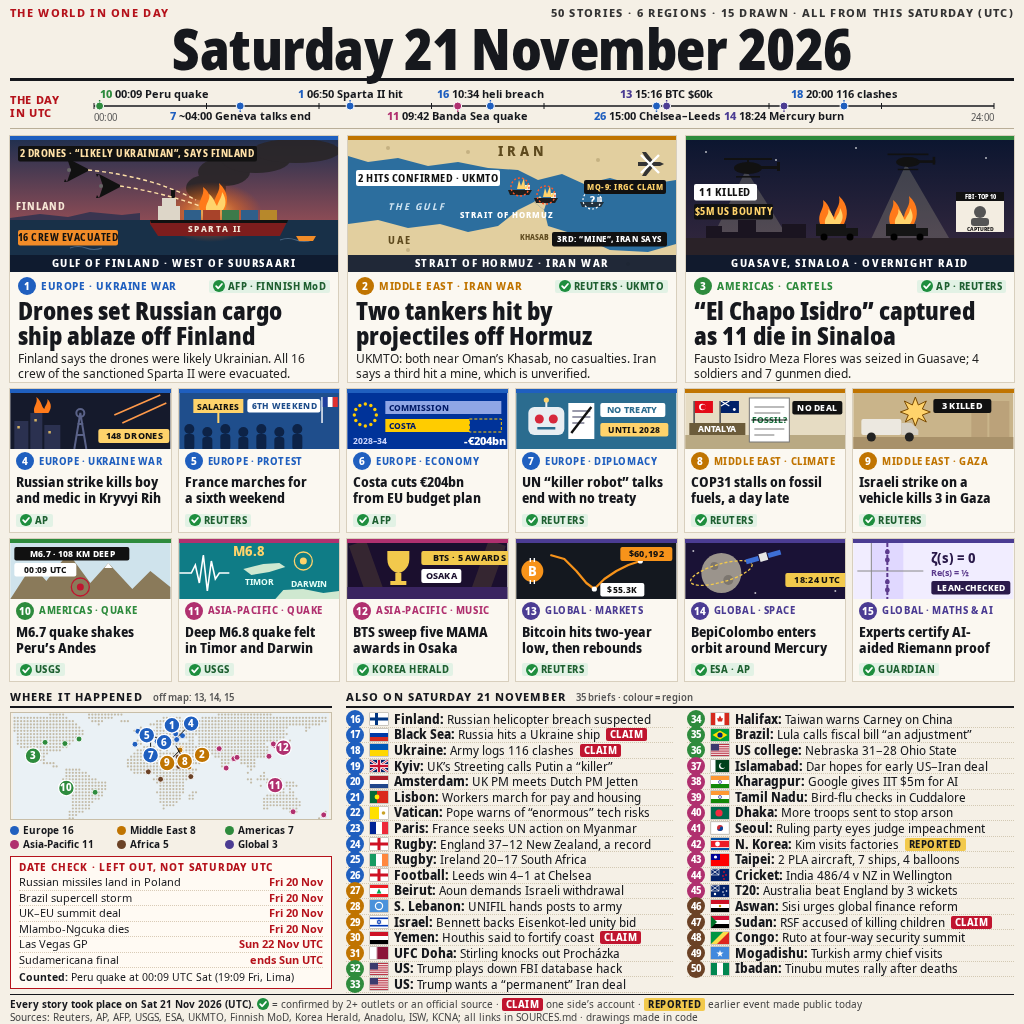 THE WORLD IN ONE DAY
50 STORIES · 6 REGIONS · 15 DRAWN · ALL FROM THIS SATURDAY (UTC)
Saturday 21 November 2026
THE DAY
IN UTC
10 00:09 Peru quake
1 06:50 Sparta II hit
16 10:34 heli breach
13 15:16 BTC $60k
18 20:00 116 clashes
00:00
7 ~04:00 Geneva talks end
11 09:42 Banda Sea quake
26 15:00 Chelsea–Leeds
14 18:24 Mercury burn
24:00
2 DRONES · “LIKELY UKRAINIAN”, SAYS FINLAND
FINLAND
SPARTA II
16 CREW EVACUATED
GULF OF FINLAND · WEST OF SUURSAARI
1 EUROPE · UKRAINE WAR
AFP · FINNISH MoD
Drones set Russian cargo
ship ablaze off Finland
Finland says the drones were likely Ukrainian. All 16
crew of the sanctioned Sparta II were evacuated.
IRAN
2 HITS CONFIRMED · UKMTO
MQ-9: IRGC CLAIM
THE GULF
?
STRAIT OF HORMUZ
UAE
KHASAB
3RD: “MINE”, IRAN SAYS
STRAIT OF HORMUZ · IRAN WAR
2 MIDDLE EAST · IRAN WAR
REUTERS · UKMTO
Two tankers hit by
projectiles off Hormuz
UKMTO: both near Oman’s Khasab, no casualties. Iran
says a third hit a mine, which is unverified.
11 KILLED
$5M US BOUNTY
FBI · TOP 10
CAPTURED
GUASAVE, SINALOA · OVERNIGHT RAID
3 AMERICAS · CARTELS
AP · REUTERS
“El Chapo Isidro” captured
as 11 die in Sinaloa
Fausto Isidro Meza Flores was seized in Guasave; 4
soldiers and 7 gunmen died.
148 DRONES
4 EUROPE · UKRAINE WAR
Russian strike kills boy
and medic in Kryvyi Rih
AP
SALAIRES
6TH WEEKEND
5 EUROPE · PROTEST
France marches for
a sixth weekend
REUTERS
COMMISSION
COSTA
2028–34
-€204bn
6 EUROPE · ECONOMY
Costa cuts €204bn
from EU budget plan
AFP
NO TREATY
UNTIL 2028
7 EUROPE · DIPLOMACY
UN “killer robot” talks
end with no treaty
REUTERS
ANTALYA
FOSSIL?
NO DEAL
8 MIDDLE EAST · CLIMATE
COP31 stalls on fossil
fuels, a day late
REUTERS
3 KILLED
9 MIDDLE EAST · GAZA
Israeli strike on a
vehicle kills 3 in Gaza
REUTERS
M6.7 · 108 KM DEEP
00:09 UTC
10 AMERICAS · QUAKE
M6.7 quake shakes
Peru’s Andes
USGS
M6.8
TIMOR
DARWIN
11 ASIA-PACIFIC · QUAKE
Deep M6.8 quake felt
in Timor and Darwin
USGS
BTS · 5 AWARDS
OSAKA
12 ASIA-PACIFIC · MUSIC
BTS sweep five MAMA
awards in Osaka
KOREA HERALD
B
$60,192
$55.3K
13 GLOBAL · MARKETS
Bitcoin hits two-year
low, then rebounds
REUTERS
18:24 UTC
14 GLOBAL · SPACE
BepiColombo enters
orbit around Mercury
ESA · AP
ζ(s) = 0
Re(s) = ½
LEAN-CHECKED
15 GLOBAL · MATHS & AI
Experts certify AI-
aided Riemann proof
GUARDIAN
WHERE IT HAPPENED off map: 13, 14, 15
1
4
5
6
7
2
9
8
3
12
10
11
Europe 16
Middle East 8
Americas 7
Asia-Pacific 11
Africa 5
Global 3
DATE CHECK · LEFT OUT, NOT SATURDAY UTC
Russian missiles land in Poland Fri 20 Nov
Brazil supercell storm Fri 20 Nov
UK–EU summit deal Fri 20 Nov
Mlambo-Ngcuka dies Fri 20 Nov
Las Vegas GP Sun 22 Nov UTC
Sudamericana final ends Sun UTC
Counted: Peru quake at 00:09 UTC Sat (19:09 Fri, Lima)
ALSO ON SATURDAY 21 NOVEMBER 35 briefs · colour = region
16 Finland: Russian helicopter breach suspected
17 Black Sea: Russia hits a Ukraine ship CLAIM
18 Ukraine: Army logs 116 clashes CLAIM
19 Kyiv: UK’s Streeting calls Putin a “killer”
20 Amsterdam: UK PM meets Dutch PM Jetten
21 Lisbon: Workers march for pay and housing
22 Vatican: Pope warns of “enormous” tech risks
23 Paris: France seeks UN action on Myanmar
24 Rugby: England 37–12 New Zealand, a record
25 Rugby: Ireland 20–17 South Africa
26 Football: Leeds win 4–1 at Chelsea
27 Beirut: Aoun demands Israeli withdrawal
28 S. Lebanon: UNIFIL hands posts to army
29 Israel: Bennett backs Eisenkot-led unity bid
30 Yemen: Houthis said to fortify coast CLAIM
31 UFC Doha: Stirling knocks out Procházka
32 US: Trump plays down FBI database hack
33 US: Trump wants a “permanent” Iran deal
34 Halifax: Taiwan warns Carney on China
35 Brazil: Lula calls fiscal bill “an adjustment”
36 US college: Nebraska 31–28 Ohio State
37 Islamabad: Dar hopes for early US–Iran deal
38 Kharagpur: Google gives IIT $5m for AI
39 Tamil Nadu: Bird-flu checks in Cuddalore
40 Dhaka: More troops sent to stop arson
41 Seoul: Ruling party eyes judge impeachment
42 N. Korea: Kim visits factories REPORTED
43 Taipei: 2 PLA aircraft, 7 ships, 4 balloons
44 Cricket: India 486/4 v NZ in Wellington
45 T20: Australia beat England by 3 wickets
46 Aswan: Sisi urges global finance reform
47 Sudan: RSF accused of killing children CLAIM
48 Congo: Ruto at four-way security summit
49 Mogadishu: Turkish army chief visits
50 Ibadan: Tinubu mutes rally after deaths
Every story took place on Sat 21 Nov 2026 (UTC). = confirmed by 2+ outlets or an official source · CLAIM one side’s account · REPORTED earlier event made public today
Sources: Reuters, AP, AFP, USGS, ESA, UKMTO, Finnish MoD, Korea Herald, Anadolu, ISW, KCNA; all links in SOURCES.md · drawings made in code